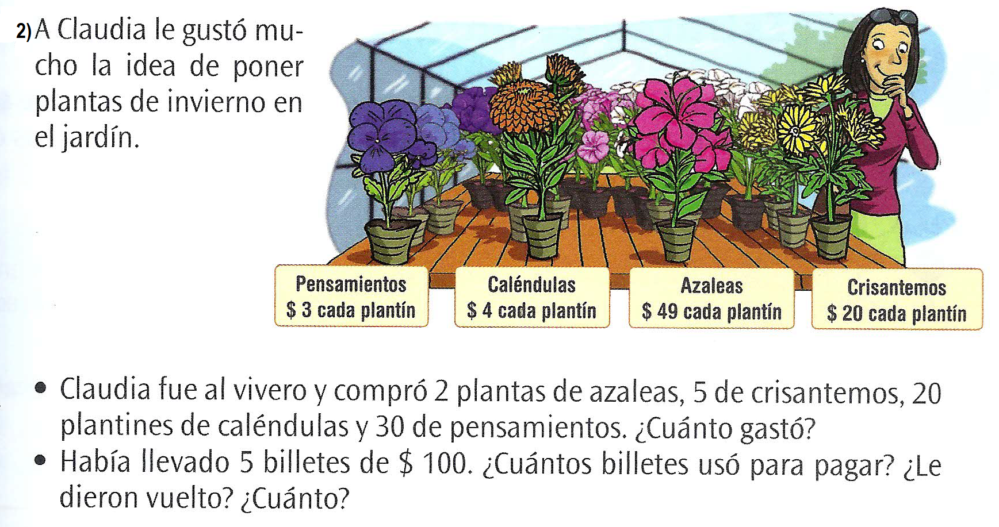 2) A Claudia le gustó mu-
cho la idea de poner
plantas de invierno en
el jardín.
Pensamientos
$ 3 cada plantín
Caléndulas
$ 4 cada plantín
Azaleas
$ 49 cada plantín
Crisantemos
$ 20 cada plantín
• Claudia fue al vivero y compró 2 plantas de azaleas, 5 de crisantemos, 20
plantines de caléndulas y 30 de pensamientos. ¿Cuánto gastó?
• Había llevado 5 billetes de $ 100. ¿Cuántos billetes usó para pagar? ¿Le
dieron vuelto? ¿Cuánto?